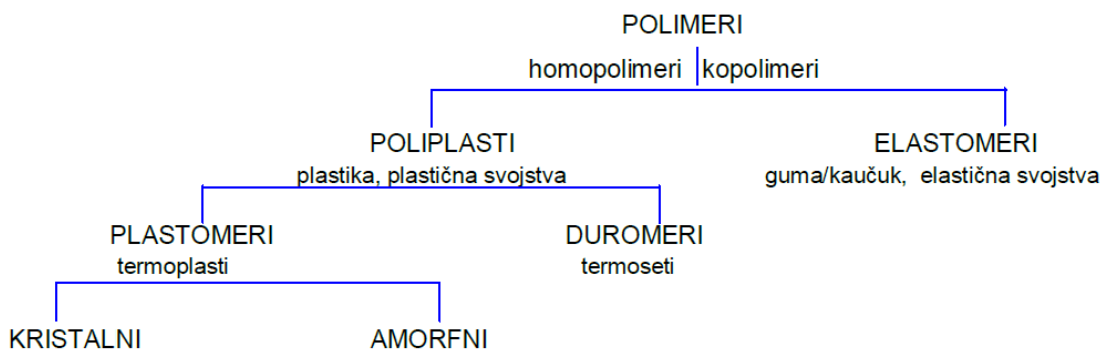 POLIMERI
homopolimeri kopolimeri
POLIPLASTI ELASTOMERI
plastika, plastična svojstva guma/kaučuk, elastična svojstva
PLASTOMERI DUROMERI
termoplasti termoseti
KRISTALNI AMORFNI